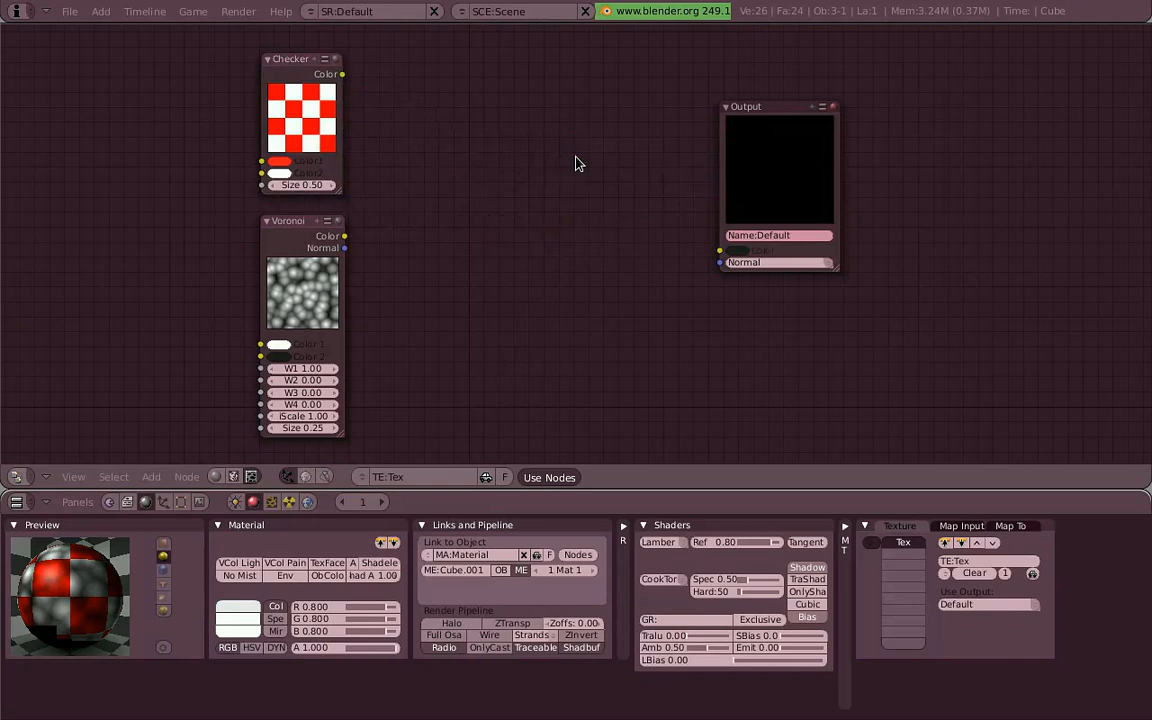 File Add Timeline Game Render Help SR:Default SCE:Scene www.blender.org 249.1 Ve:26 | Fa:24 | Ob:3-1 | La:1 | Mem:3.24M (0.37M) | Time: | Cube
Checker
Color
Color1
Color2
Size 0.50
Voronoi
Color
Normal
Color 1
Color 2
W1 1.00
W2 0.00
W3 0.00
W4 0.00
iScale 1.00
Size 0.25
Output
Name:Default
Color
Normal
View Select Add Node TE:Tex F Use Nodes
Panels 1
Preview
Material
VCol Ligh VCol Pain TexFace A Shadele
No Mist Env ObColo had A 1.00
Col R 0.800
Spe G 0.800
Mir B 0.800
RGB HSV DYN A 1.000
Links and Pipeline
Link to Object
MA:Material F Nodes
ME:Cube.001 OB ME 1 Mat 1
Render Pipeline
Halo ZTransp Zoffs: 0.00
Full Osa Wire Strands ZInvert
Radio OnlyCast Traceable Shadbuf
R
Shaders
Lamber Ref 0.80 Tangent
Shadow
CookTor Spec 0.50 TraShad
Hard:50 OnlySha
Cubic
GR: Exclusive Bias
Tralu 0.00 SBias 0.0
Amb 0.50 Emit 0.00
LBias 0.00
M
T
Texture Map Input Map To
Tex
TE:Tex
Clear 1
Use Output:
Default